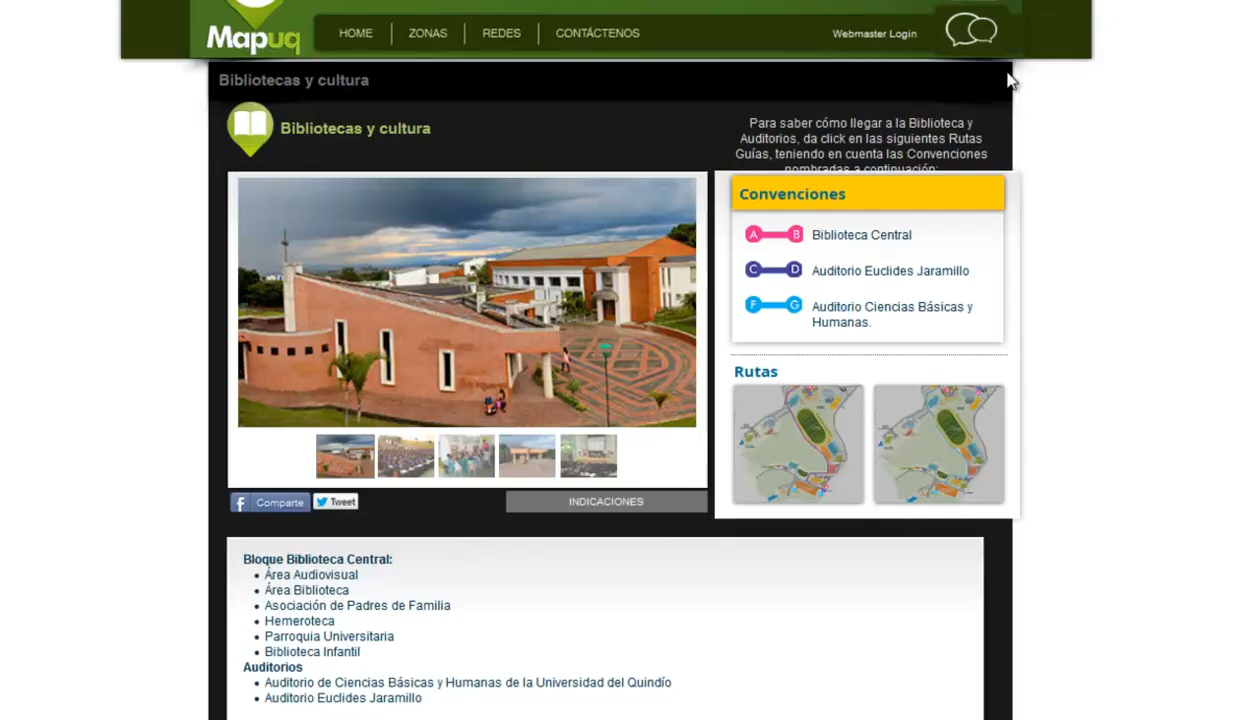 Mapuq
HOME
ZONAS
REDES
CONTÁCTENOS
Webmaster Login
Bibliotecas y cultura
Bibliotecas y cultura
Para saber cómo llegar a la Biblioteca y
Auditorios, da click en las siguientes Rutas
Guías, teniendo en cuenta las Convenciones
nombradas a continuación:
Convenciones
A B Biblioteca Central
C D Auditorio Euclides Jaramillo
F G Auditorio Ciencias Básicas y
Humanas.
Rutas
Comparte
Tweet
INDICACIONES
Bloque Biblioteca Central:
Área Audiovisual
Área Biblioteca
Asociación de Padres de Familia
Hemeroteca
Parroquia Universitaria
Biblioteca Infantil
Auditorios
Auditorio de Ciencias Básicas y Humanas de la Universidad del Quindío
Auditorio Euclides Jaramillo